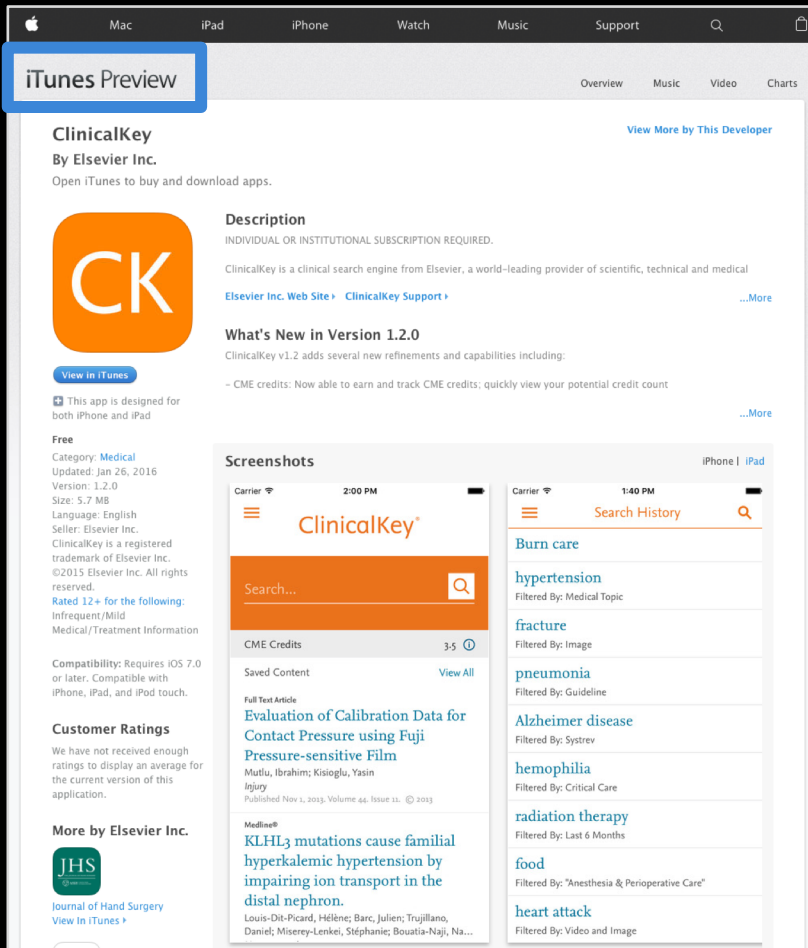 Mac iPad iPhone Watch Music Support
iTunes Preview
Overview Music Video Charts
ClinicalKey
View More by This Developer
By Elsevier Inc.
Open iTunes to buy and download apps.
CK
View in iTunes
This app is designed for
both iPhone and iPad
Free
Category: Medical
Updated: Jan 26, 2016
Version: 1.2.0
Size: 5.7 MB
Language: English
Seller: Elsevier Inc.
ClinicalKey is a registered
trademark of Elsevier Inc.
©2015 Elsevier Inc. All rights
reserved.
Rated 12+ for the following:
Infrequent/Mild
Medical/Treatment Information
Compatibility: Requires iOS 7.0
or later. Compatible with
iPhone, iPad, and iPod touch.
Customer Ratings
We have not received enough
ratings to display an average for
the current version of this
application.
More by Elsevier Inc.
JHS
Journal of Hand Surgery
View In iTunes
Description
INDIVIDUAL OR INSTITUTIONAL SUBSCRIPTION REQUIRED.
ClinicalKey is a clinical search engine from Elsevier, a world-leading provider of scientific, technical and medical
Elsevier Inc. Web Site ClinicalKey Support
...More
What's New in Version 1.2.0
ClinicalKey v1.2 adds several new refinements and capabilities including:
- CME credits: Now able to earn and track CME credits; quickly view your potential credit count
...More
Screenshots
iPhone | iPad
Carrier 2:00 PM
ClinicalKey®
Search...
CME Credits 3.5
Saved Content View All
Full Text Article
Evaluation of Calibration Data for
Contact Pressure using Fuji
Pressure-sensitive Film
Mutlu, Ibrahim; Kisioglu, Yasin
Injury
Published Nov 1, 2013, Volume 44. Issue 11. © 2013
Medline®
KLHL3 mutations cause familial
hyperkalemic hypertension by
impairing ion transport in the
distal nephron.
Louis-Dit-Picard, Hélène; Barc, Julien; Trujillano,
Daniel; Miserey-Lenkei, Stéphanie; Bouatia-Naji, Na...
Carrier 1:40 PM
Search History
Burn care
hypertension
Filtered By: Medical Topic
fracture
Filtered By: Image
pneumonia
Filtered By: Guideline
Alzheimer disease
Filtered By: Systrev
hemophilia
Filtered By: Critical Care
radiation therapy
Filtered By: Last 6 Months
food
Filtered By: "Anesthesia & Perioperative Care"
heart attack
Filtered By: Video and Image